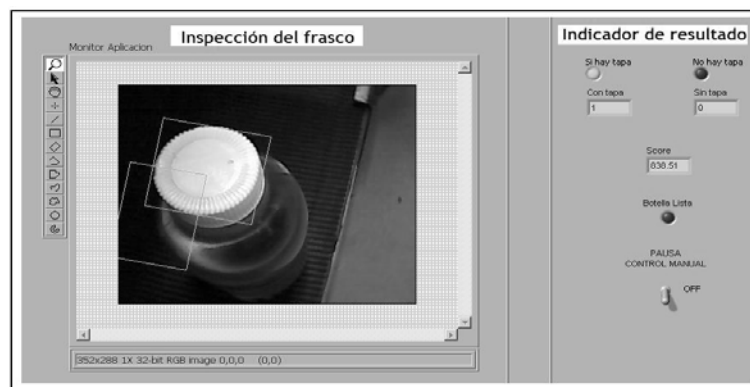 Inspección del frasco
Monitor Aplicacion
352x288 1X 32-bit RGB image 0,0,0 (0,0)
Indicador de resultado
Si hay tapa
No hay tapa
Con tapa
Sin tapa
1
0
Score
838.51
Botella Lista
PAUSA
CONTROL MANUAL
OFF